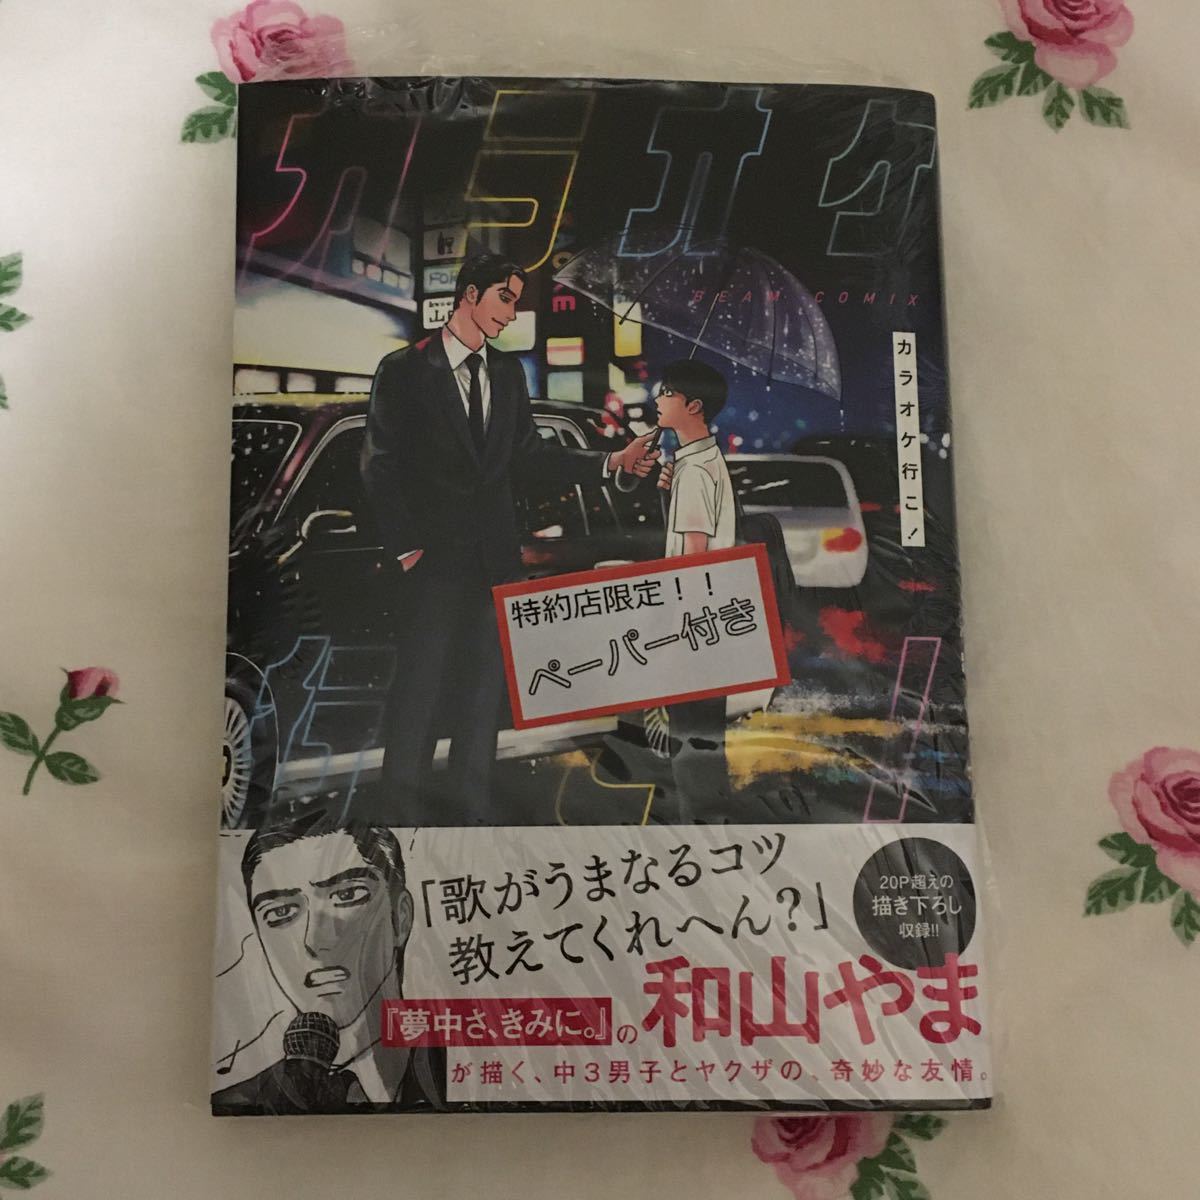 カラオケ
BEAM COMIX
カラオケ行こ!
行こ!
特約店限定!!
ペーパー付き
「歌がうまなるコツ
教えてくれへん?」
20P超えの
描き下ろし
収録!!
『夢中さ、きみに。』の
和山やま
が描く、中3男子とヤクザの、奇妙な友情。